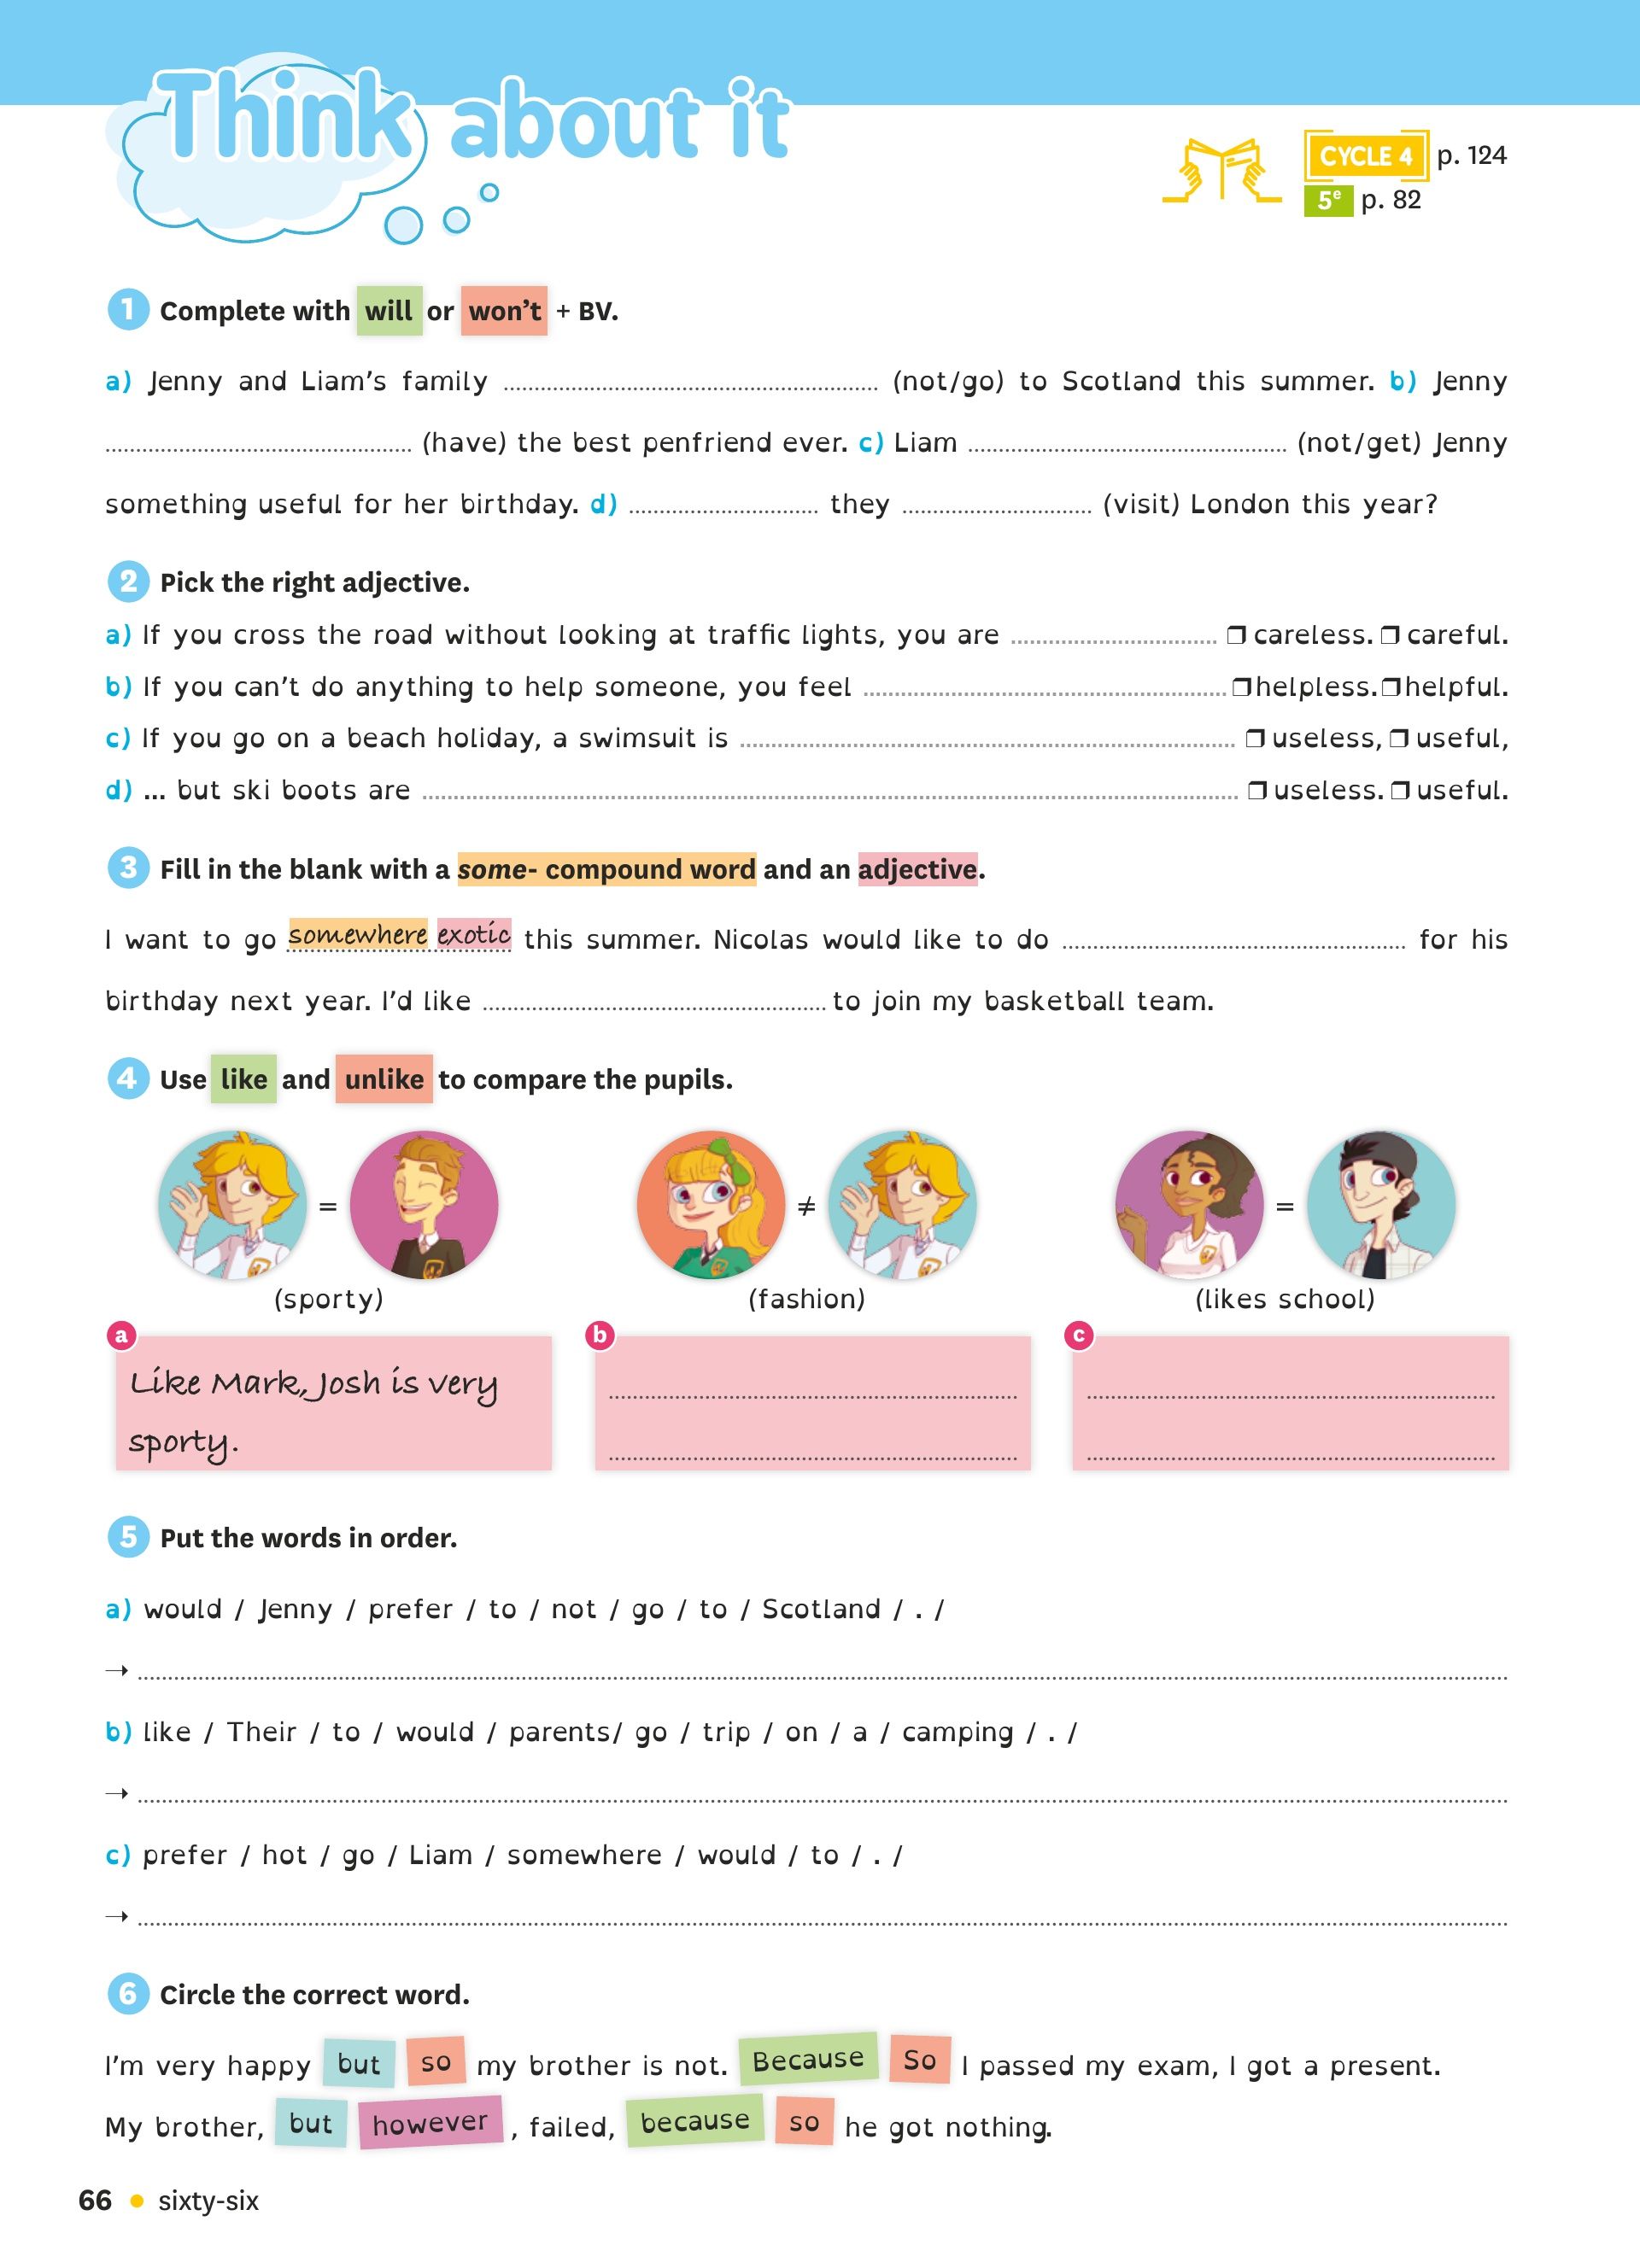 Think about it
CYCLE 4 p. 124
5e p. 82
1 Complete with will or won't + BV.
a) Jenny and Liam's family ........................ (not/go) to Scotland this summer. b) Jenny
........................ (have) the best penfriend ever. c) Liam ........................ (not/get) Jenny
something useful for her birthday. d) ........................ they ........................ (visit) London this year?
2 Pick the right adjective.
a) If you cross the road without looking at traffic lights, you are ........................ ❒ careless. ❒ careful.
b) If you can't do anything to help someone, you feel ........................ ❒ helpless. ❒ helpful.
c) If you go on a beach holiday, a swimsuit is ........................ ❒ useless, ❒ useful,
d) ... but ski boots are ........................ ❒ useless. ❒ useful.
3 Fill in the blank with a some- compound word and an adjective.
I want to go somewhere exotic this summer. Nicolas would like to do ........................ for his
birthday next year. I'd like ........................ to join my basketball team.
4 Use like and unlike to compare the pupils.
= ≠ =
(sporty) (fashion) (likes school)
a b c
Like Mark, Josh is very
sporty.
5 Put the words in order.
a) would / Jenny / prefer / to / not / go / to / Scotland / . /
→ ........................
b) like / Their / to / would / parents/ go / trip / on / a / camping / . /
→ ........................
c) prefer / hot / go / Liam / somewhere / would / to / . /
→ ........................
6 Circle the correct word.
I'm very happy but so my brother is not. Because So I passed my exam, I got a present.
My brother, but however , failed, because so he got nothing.
66 • sixty-six